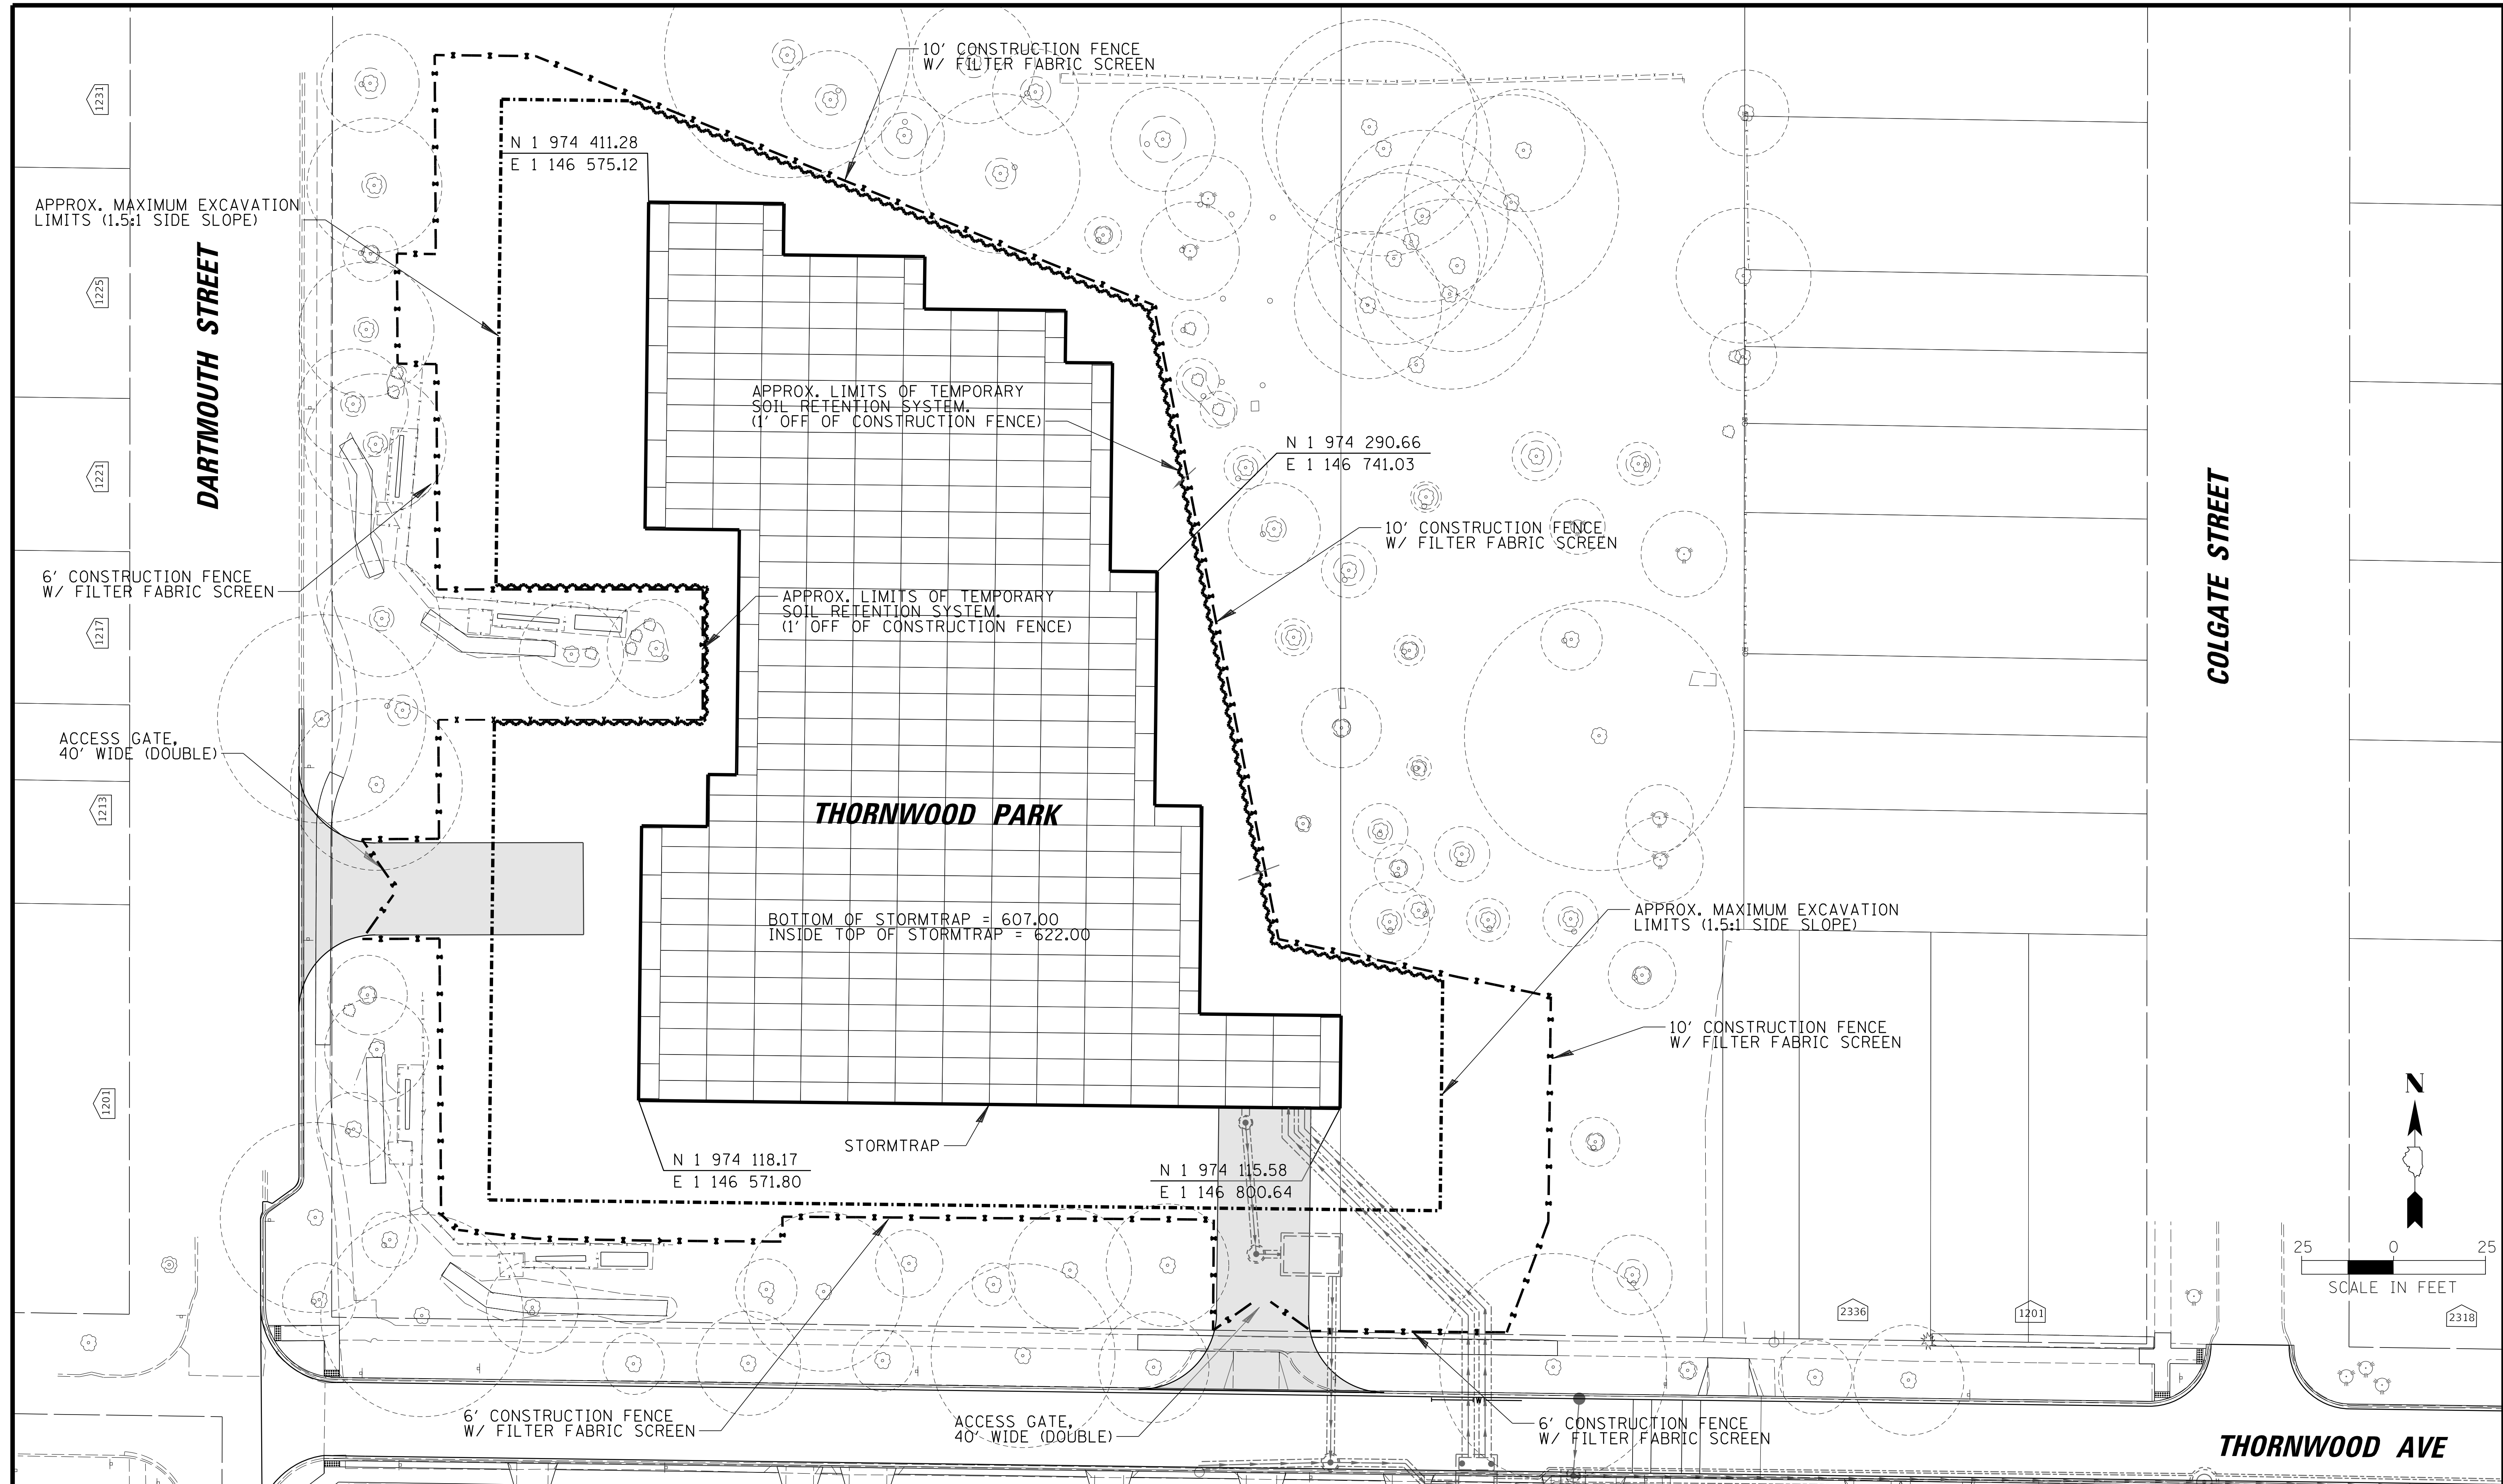 10' CONSTRUCTION FENCE
W/ FILTER FABRIC SCREEN
1231
N 1 974 411.28
E 1 146 575.12
APPROX. MAXIMUM EXCAVATION
LIMITS (1.5:1 SIDE SLOPE)
DARTMOUTH STREET
1225
APPROX. LIMITS OF TEMPORARY
SOIL RETENTION SYSTEM.
(1' OFF OF CONSTRUCTION FENCE)
N 1 974 290.66
E 1 146 741.03
1221
COLGATE STREET
10' CONSTRUCTION FENCE
W/ FILTER FABRIC SCREEN
6' CONSTRUCTION FENCE
W/ FILTER FABRIC SCREEN
APPROX. LIMITS OF TEMPORARY
SOIL RETENTION SYSTEM.
(1' OFF OF CONSTRUCTION FENCE)
1217
ACCESS GATE,
40' WIDE (DOUBLE)
1213
THORNWOOD PARK
BOTTOM OF STORMTRAP = 607.00
INSIDE TOP OF STORMTRAP = 622.00
APPROX. MAXIMUM EXCAVATION
LIMITS (1.5:1 SIDE SLOPE)
10' CONSTRUCTION FENCE
W/ FILTER FABRIC SCREEN
1201
N
STORMTRAP
N 1 974 118.17
E 1 146 571.80
N 1 974 115.58
E 1 146 800.64
25 0 25
SCALE IN FEET
2336
1201
2318
6' CONSTRUCTION FENCE
W/ FILTER FABRIC SCREEN
ACCESS GATE,
40' WIDE (DOUBLE)
W
6' CONSTRUCTION FENCE
W/ FILTER FABRIC SCREEN
THORNWOOD AVE